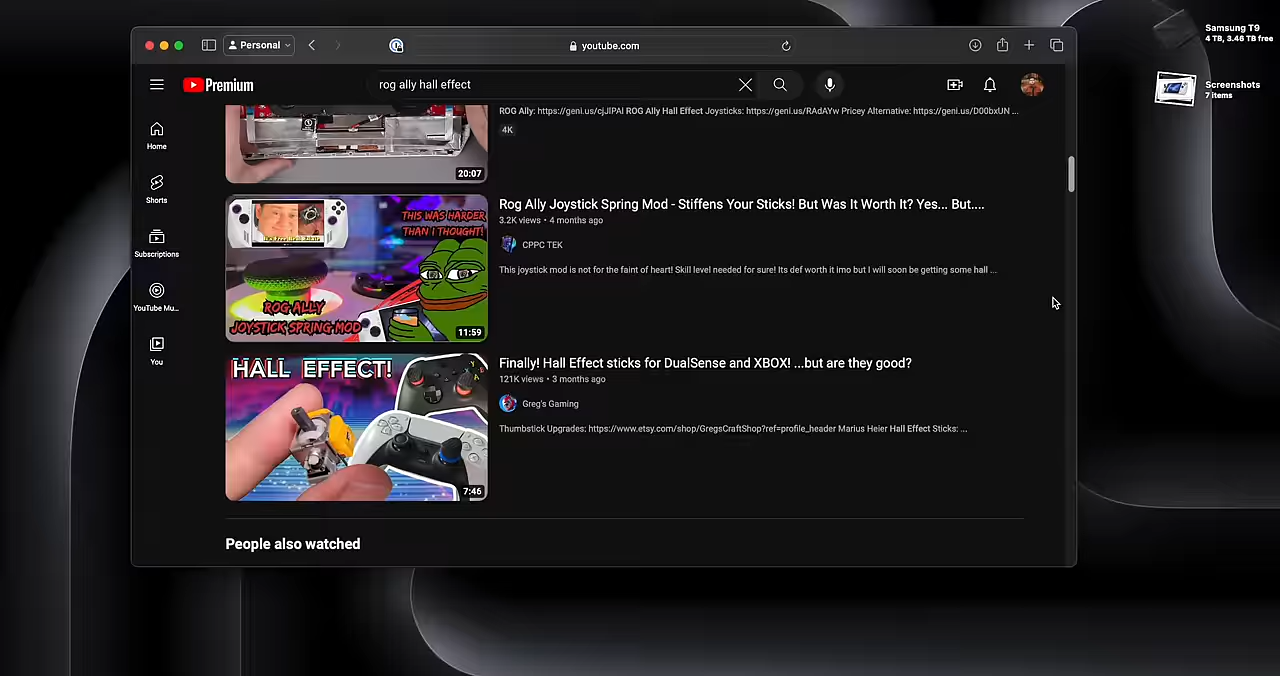 Samsung T9
4 TB, 3.46 TB free
Personal
youtube.com
Premium
rog ally hall effect
Screenshots
7 items
Home
Shorts
Subscriptions
YouTube Mu...
You
ROG Ally: https://geni.us/cjJlPAl ROG Ally Hall Effect Joysticks: https://geni.us/RAdAYw Pricey Alternative: https://geni.us/D00bxUN ...
4K
20:07
THIS WAS HARDER
THAN I THOUGHT!
ROG ALLY
JOYSTICK SPRING MOD
11:59
Rog Ally Joystick Spring Mod - Stiffens Your Sticks! But Was It Worth It? Yes... But....
3.2K views • 4 months ago
CPPC TEK
This joystick mod is not for the faint of heart! Skill level needed for sure! Its def worth it imo but I will soon be getting some hall ...
HALL EFFECT!
7:46
Finally! Hall Effect sticks for DualSense and XBOX! ...but are they good?
121K views • 3 months ago
Greg's Gaming
Thumbstick Upgrades: https://www.etsy.com/shop/GregsCraftShop?ref=profile_header Marius Heier Hall Effect Sticks: ...
People also watched